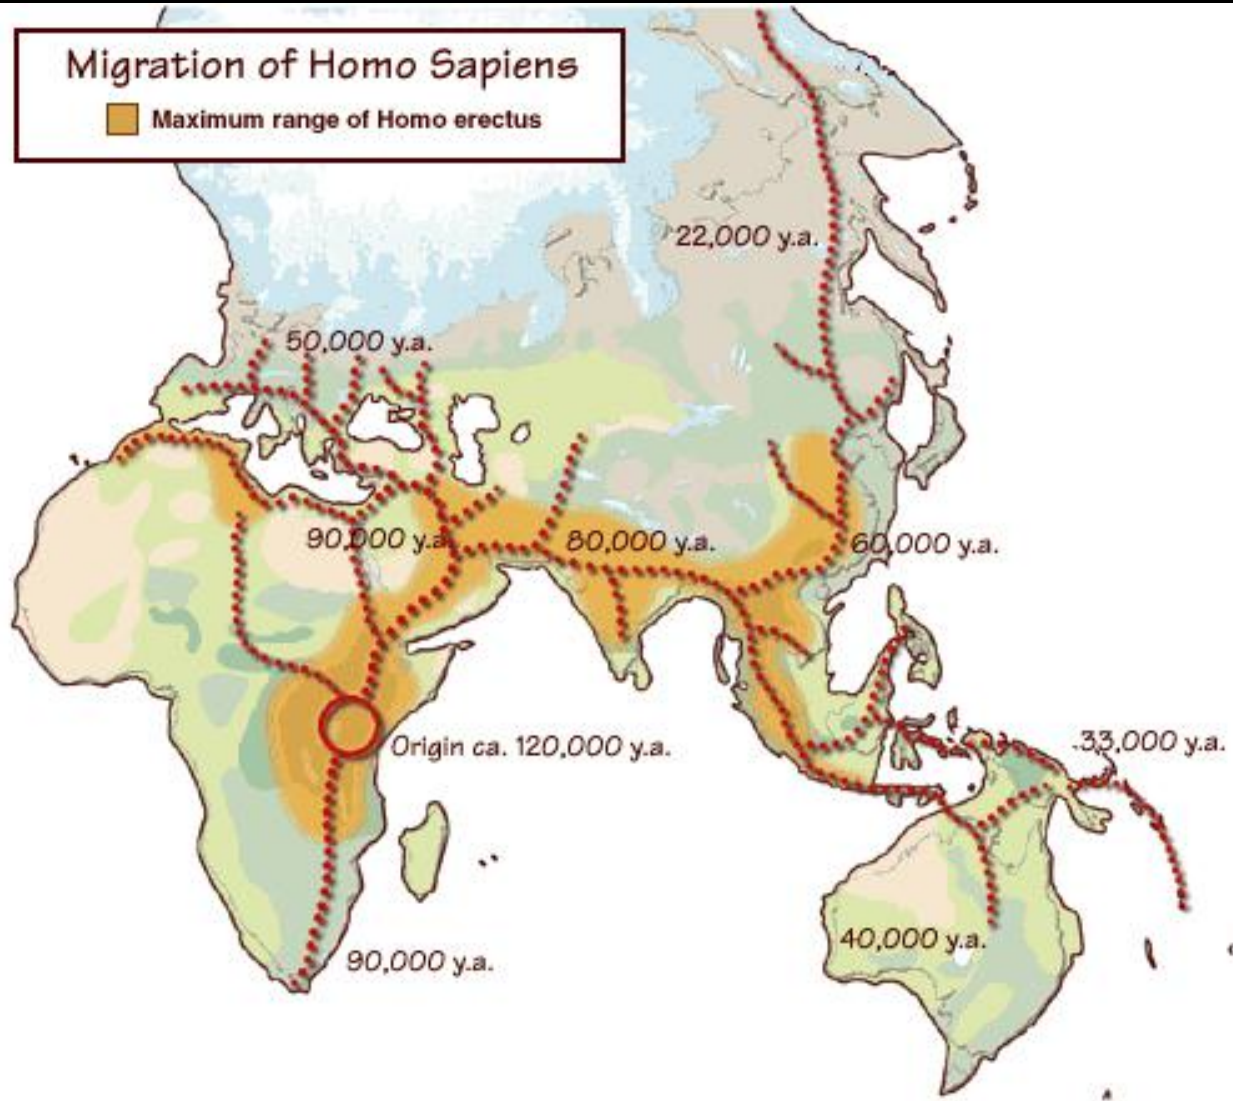 Migration of Homo Sapiens
Maximum range of Homo erectus
22,000 y.a.
50,000 y.a.
90,000 y.a.
80,000 y.a.
60,000 y.a.
Origin ca. 120,000 y.a.
33,000 y.a.
40,000 y.a.
90,000 y.a.